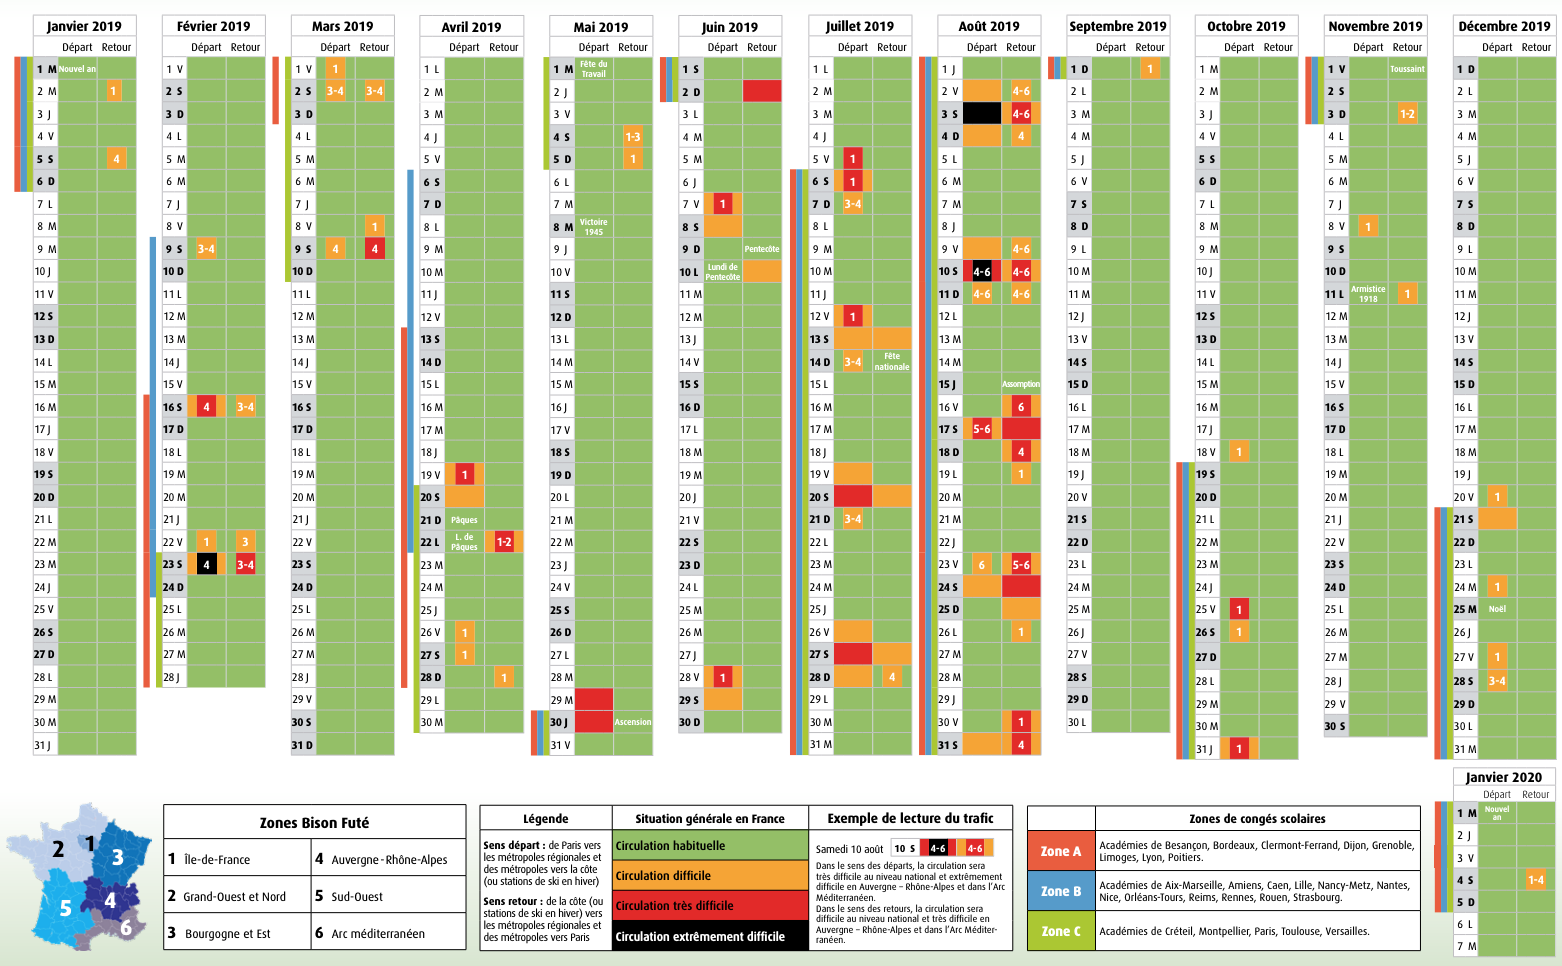 Janvier 2019
Départ Retour
1 M Nouvel an
2 M 1
3 J
4 V
5 S 4
6 D
7 L
8 M
9 M
10 J
11 V
12 S
13 D
14 L
15 M
16 M
17 J
18 V
19 S
20 D
21 L
22 M
23 M
24 J
25 V
26 S
27 D
28 L
29 M
30 M
31 J
Février 2019
Départ Retour
1 V
2 S
3 D
4 L
5 M
6 M
7 J
8 V
9 S 3-4
10 D
11 L
12 M
13 M
14 J
15 V
16 S 4 3-4
17 D
18 L
19 M
20 M
21 J
22 V 1 3
23 S 4 3-4
24 D
25 L
26 M
27 M
28 J
Mars 2019
Départ Retour
1 V 1
2 S 3-4 3-4
3 D
4 L
5 M
6 M
7 J
8 V 1
9 S 4 4
10 D
11 L
12 M
13 M
14 J
15 V
16 S
17 D
18 L
19 M
20 M
21 J
22 V
23 S
24 D
25 L
26 M
27 M
28 J
29 V
30 S
31 D
Avril 2019
Départ Retour
1 L
2 M
3 M
4 J
5 V
6 S
7 D
8 L
9 M
10 M
11 J
12 V
13 S
14 D
15 L
16 M
17 M
18 J
19 V 1
20 S
21 D Pâques
22 L L. de Pâques 1-2
23 M
24 M
25 J
26 V 1
27 S 1
28 D 1
29 L
30 M
Mai 2019
Départ Retour
1 M Fête du Travail
2 J
3 V
4 S 1-3
5 D 1
6 L
7 M
8 M Victoire 1945
9 J
10 V
11 S
12 D
13 L
14 M
15 M
16 J
17 V
18 S
19 D
20 L
21 M
22 M
23 J
24 V
25 S
26 D
27 L
28 M
29 M
30 J Ascension
31 V
Juin 2019
Départ Retour
1 S
2 D
3 L
4 M
5 M
6 J
7 V 1
8 S
9 D Pentecôte
10 L Lundi de Pentecôte
11 M
12 M
13 J
14 V
15 S
16 D
17 L
18 M
19 M
20 J
21 V
22 S
23 D
24 L
25 M
26 M
27 J
28 V 1
29 S
30 D
Juillet 2019
Départ Retour
1 L
2 M
3 M
4 J
5 V 1
6 S 1
7 D 3-4
8 L
9 M
10 M
11 J
12 V 1
13 S
14 D 3-4 Fête nationale
15 L
16 M
17 M
18 J
19 V
20 S
21 D 3-4
22 L
23 M
24 M
25 J
26 V
27 S
28 D 4
29 L
30 M
31 M
Août 2019
Départ Retour
1 J
2 V 4-6
3 S 4-6
4 D 4
5 L
6 M
7 M
8 J
9 V 4-6
10 S 4-6 4-6
11 D 4-6 4-6
12 L
13 M
14 M
15 J Assomption
16 V 6
17 S 5-6
18 D 4
19 L 1
20 M
21 M
22 J
23 V 6 5-6
24 S
25 D
26 L 1
27 M
28 M
29 J
30 V 1
31 S 4
Septembre 2019
Départ Retour
1 D 1
2 L
3 M
4 M
5 J
6 V
7 S
8 D
9 L
10 M
11 M
12 J
13 V
14 S
15 D
16 L
17 M
18 M
19 J
20 V
21 S
22 D
23 L
24 M
25 M
26 J
27 V
28 S
29 D
30 L
Octobre 2019
Départ Retour
1 M
2 M
3 J
4 V
5 S
6 D
7 L
8 M
9 M
10 J
11 V
12 S
13 D
14 L
15 M
16 M
17 J
18 V 1
19 S
20 D
21 L
22 M
23 M
24 J
25 V 1
26 S 1
27 D
28 L
29 M
30 M
31 J 1
Novembre 2019
Départ Retour
1 V Toussaint
2 S
3 D 1-2
4 L
5 M
6 M
7 J
8 V 1
9 S
10 D
11 L Armistice 1918 1
12 M
13 M
14 J
15 V
16 S
17 D
18 L
19 M
20 M
21 J
22 V
23 S
24 D
25 L
26 M
27 M
28 J
29 V
30 S
Décembre 2019
Départ Retour
1 D
2 L
3 M
4 M
5 J
6 V
7 S
8 D
9 L
10 M
11 M
12 J
13 V
14 S
15 D
16 L
17 M
18 M
19 J
20 V 1
21 S
22 D
23 L
24 M 1
25 M Noël
26 J
27 V 1
28 S 3-4
29 D
30 L
31 M
Janvier 2020
Départ Retour
1 M Nouvel an
2 J
3 V
4 S 1-4
5 D
6 L
7 M
1
2
3
4
5
6
Zones Bison Futé
1 Île-de-France
4 Auvergne-Rhône-Alpes
2 Grand-Ouest et Nord
5 Sud-Ouest
3 Bourgogne et Est
6 Arc méditerranéen
Légende
Sens départ : de Paris vers
les métropoles régionales et
des métropoles vers la côte
(ou stations de ski en hiver)
Sens retour : de la côte (ou
stations de ski en hiver) vers
les métropoles régionales et
des métropoles vers Paris
Situation générale en France
Circulation habituelle
Circulation difficile
Circulation très difficile
Circulation extrêmement difficile
Exemple de lecture du trafic
Samedi 10 août 10 S 4-6 4-6
Dans le sens des départs, la circulation sera
très difficile au niveau national et extrêmement
difficile en Auvergne – Rhône-Alpes et dans l'Arc
Méditerranéen.
Dans le sens des retours, la circulation sera
difficile au niveau national et très difficile en
Auvergne – Rhône-Alpes et dans l'Arc Méditer-
ranéen.
Zones de congés scolaires
Zone A
Académies de Besançon, Bordeaux, Clermont-Ferrand, Dijon, Grenoble,
Limoges, Lyon, Poitiers.
Zone B
Académies de Aix-Marseille, Amiens, Caen, Lille, Nancy-Metz, Nantes,
Nice, Orléans-Tours, Reims, Rennes, Rouen, Strasbourg.
Zone C
Académies de Créteil, Montpellier, Paris, Toulouse, Versailles.